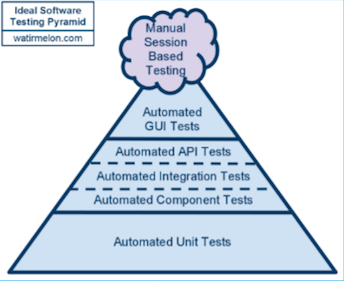 Ideal Software
Testing Pyramid
watirmelon.com
Manual
Session
Based
Testing
Automated
GUI Tests
Automated API Tests
Automated Integration Tests
Automated Component Tests
Automated Unit Tests